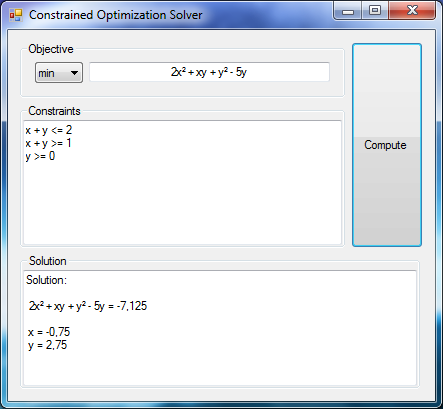 Constrained Optimization Solver
Objective
min
2x² + xy + y² - 5y
Constraints
x + y <= 2
x + y >= 1
y >= 0
Compute
Solution
Solution:
2x² + xy + y² - 5y = -7,125
x = -0,75
y = 2,75